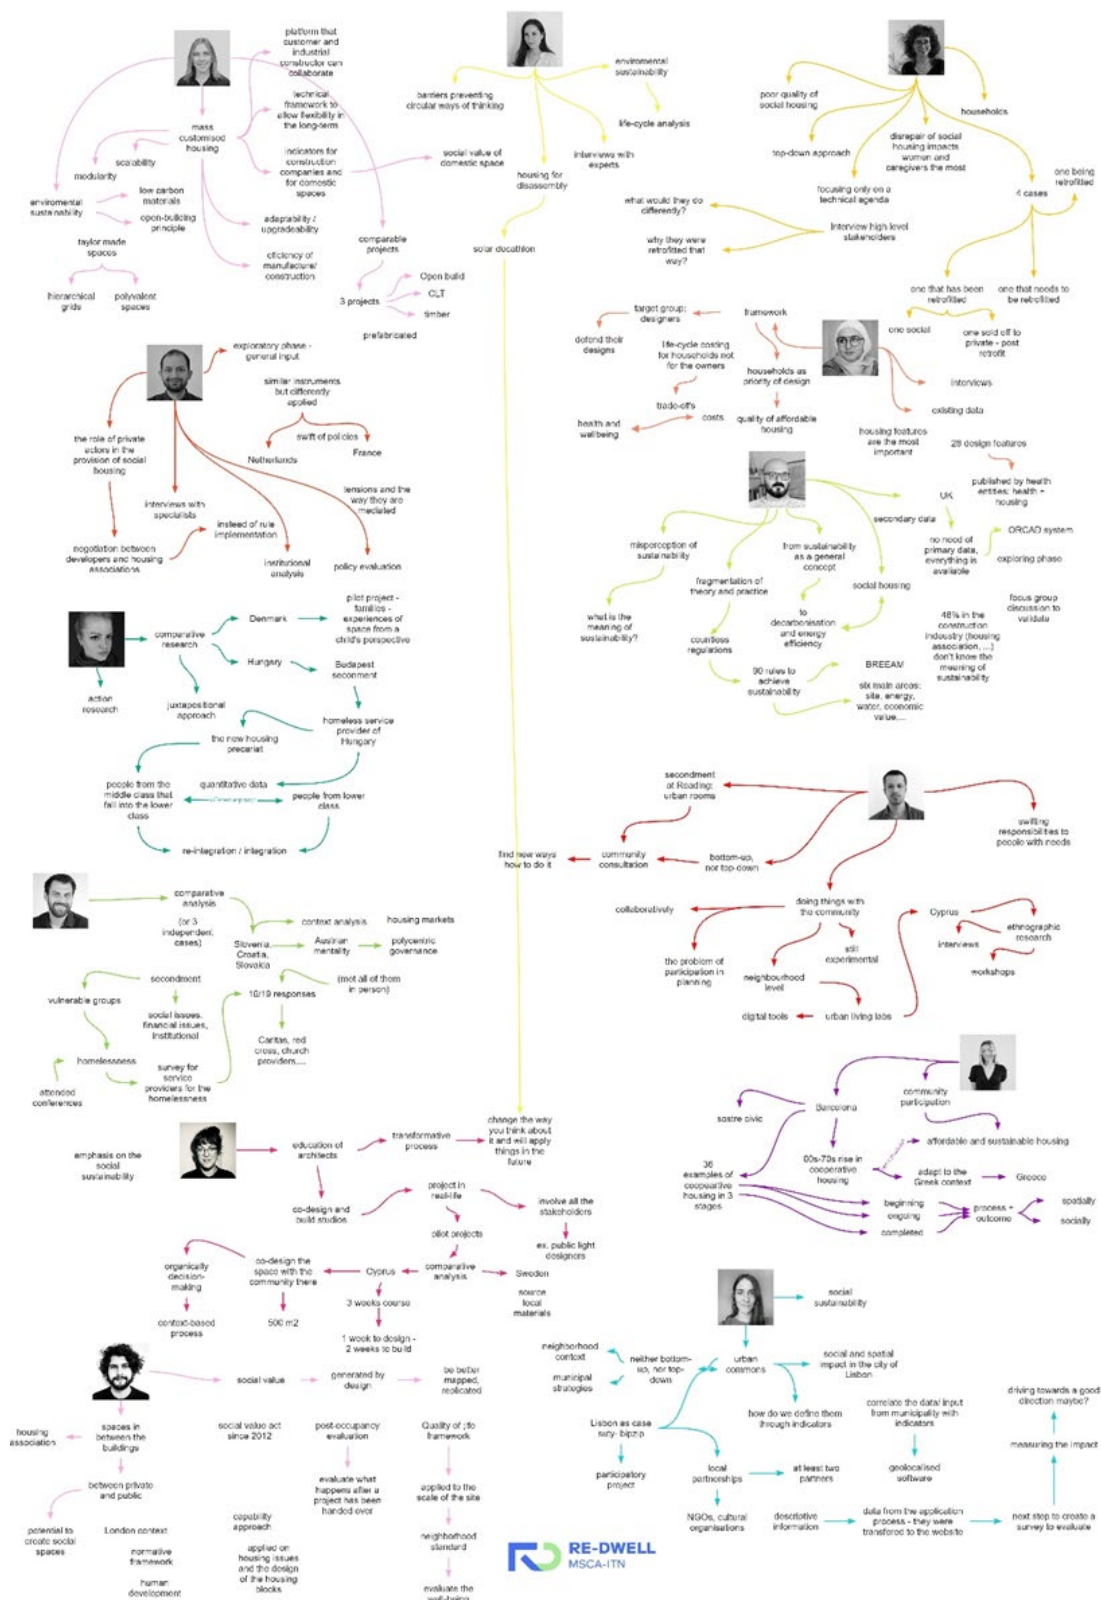 platform that
customer and
industrial
constructor can
collaborate
technical
framework to
allow flexibility in
the long-term
indicators for
construction
companies and
for domestic
spaces
social value of
domestic space
mass
customised
housing
scalability
modularity
enviromental
sustainability
low carbon
materials
open-building
principle
taylor made
spaces
hierarchical
grids
polyvalent
spaces
adaptability /
upgradeability
eficiency of
manufacture/
construction
comparable
projects
3 projects
Open build
CLT
timber
prefabricated
barriers preventing
circular ways of thinking
enviromental
sustainability
life-cycle analysis
interviews with
experts
housing for
disassembly
solar decathlon
poor quality of
social housing
households
top-down approach
disrepair of social
housing impacts
women and
caregivers the most
focusing only on a
technical agenda
4 cases
one being
retrofitted
what would they do
differently?
why they were
retrofitted that
way?
Interview high level
stakeholders
one that has been
retrofitted
one that needs to
be retrofitted
one social
one sold off to
private - post
retrofit
exploratory phase -
general input
similar instruments
but differently
applied
swift of policies
Netherlands
France
the role of private
actors in the
provision of social
housing
tensions and the
way they are
mediated
interviews with
specialists
instead of rule
implementation
negotiation between
developers and housing
associations
institutional
analysis
policy evaluation
target group:
designers
framework
defend their
designs
life-cycle costing
for households not
for the owners
households as
priority of design
trade-offs
costs
health and
wellbeing
quality of affordable
housing
interviews
existing data
housing features
are the most
important
28 design features
published by health
entities: health +
housing
UK
secondary data
ORCAD system
no need of
primary data,
everything is
available
exploring phase
misperception of
sustainability
from sustainability
as a general
concept
fragmentation of
theory and practice
social housing
focus group
discussion to
validate
what is the
meaning of
sustainability?
to
decarbonisation
and energy
efficiency
48% in the
construction
indoustry (housing
association, ...)
don't know the
meaning of
sustainability
countless
regulations
90 rules to
achieve
sustainability
BREEAM
six main areas:
site, energy,
water, economic
value,...
comparative
research
Denmark
pilot project -
families -
experiences of
space from a
child's perspective
Hungary
Budapest
seconment
action
research
juxtapositional
approach
homeless service
provider of
Hungary
the new housing
precariat
people from the
middle class that
fall into the lower
class
quantitative data
people from lower
class
re-integration / integration
secondment
at Reading:
urban rooms
swifting
responsibilities to
people with needs
find new ways
how to do it
community
consultation
bottom-up,
nor top-down
doing things with
the community
collaboratively
Cyprus
ethnographic
research
interviews
workshops
the problem of
participation in
planning
neighbourhood
level
still
experimental
digital tools
urban living labs
comparative
analysis
(or 3
independent
cases)
context analysis
housing markets
Slovenia,
Croatia,
Slovakia
Austrian
mentality
polycentric
governance
secondment
vulnerable groups
16/19 responses
(met all of them
in person)
social issues,
financial issues,
institutional
Caritas, red
cross, church
providers,...
homelessness
attended
conferences
survey for
service
providers for the
homelessness
community
participation
Barcelona
sostre civic
60s-70s rise in
cooperative
housing
affordable and sustainable housing
adapt to the
Greek context
Greece
36
examples of
cooperative
housing in 3
stages
beginning
ongoing
completed
process +
outcome
spatially
socially
emphasis on the
social
sustainability
education of
architects
transformative
process
change the way
you think about
it and will apply
things in the
future
co-design and
build studios
project in
real-life
involve all the
stakeholders
pilot projects
ex. public light
designers
organically
decision-
making
co-design the
space with the
community there
Cyprus
comparative
analysis
Sweden
source
local
materials
context-based
process
500 m2
3 weeks course
1 week to design -
2 weeks to build
social value
generated by
design
be better
mapped,
replicated
housing
association
spaces in
between the
buildings
social value act
since 2012
post-occupancy
evaluation
Quality of ;tfe
framework
between private
and public
evaluate what
happens after a
project has been
handed over
applied to the
scale of the site
potential to
create social
spaces
London context
capability
approach
neighborhood
standard
normative
framework
applied on
housing issues
and the design
of the housing
blocks
human
development
evaluate the
well-being
social
sustainability
neighborhood
context
municipal
strategies
neither bottom-
up, nor top-
down
urban
commons
social and spatial
impact in the city of
Lisbon
how do we define them
through indicators
correlate the data/ input
from municipality with
indicators
driving towards a good
direction maybe?
Lisbon as case
suty- bipzip
measuring the impact
participatory
project
local
partnerships
at least two
partners
geolocalised
software
NGOs, cultural
organisations
descriptive
information
data from the application
process - they were
transfered to the website
next step to create a
survey to evaluate
RE-DWELL
MSCA-ITN